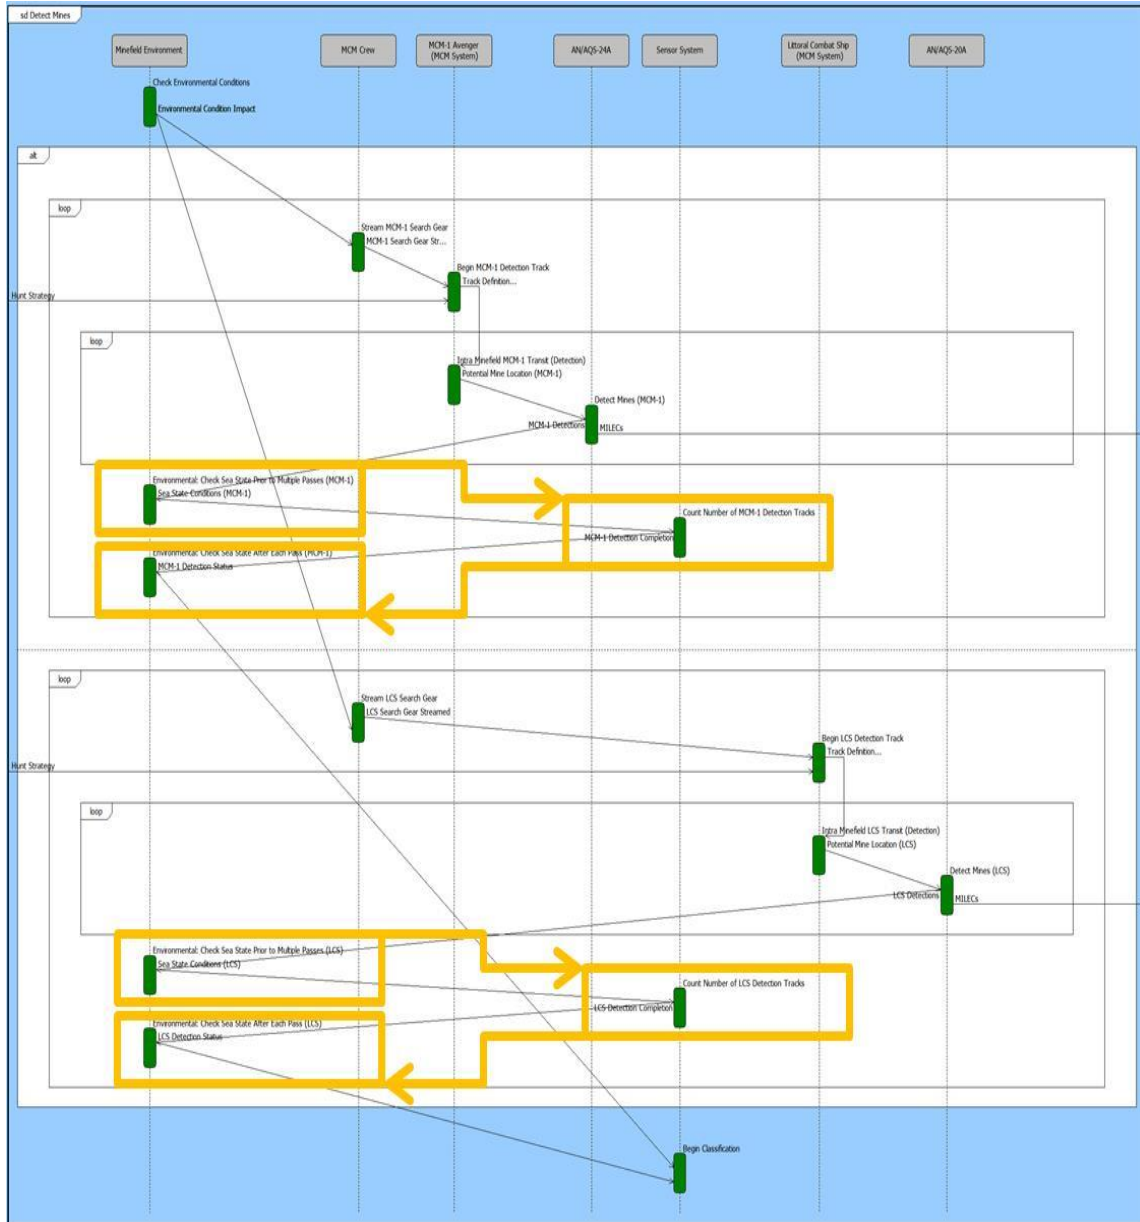 sd Detect Mines
Minefield Environment
MCM Crew
MCM-1 Avenger
(MCM System)
AN/AQS-24A
Sensor System
Littoral Combat Ship
(MCM System)
AN/AQS-20A
Check Environmental Conditions
Environmental Condition Impact
alt
loop
Stream MCM-1 Search Gear
MCM-1 Search Gear Str...
Begin MCM-1 Detection Track
Track Definition...
Hunt Strategy
loop
Intra Minefield MCM-1 Transit (Detection)
Potential Mine Location (MCM-1)
Detect Mines (MCM-1)
MCM-1 Detections
MILECs
Environmental: Check Sea State Prior to Multiple Passes (MCM-1)
Sea State Conditions (MCM-1)
Count Number of MCM-1 Detection Tracks
MCM-1 Detection Completion
Environmental: Check Sea State After Each Pass (MCM-1)
MCM-1 Detection Status
loop
Stream LCS Search Gear
LCS Search Gear Streamed
Begin LCS Detection Track
Track Definition...
Hunt Strategy
loop
Intra Minefield LCS Transit (Detection)
Potential Mine Location (LCS)
Detect Mines (LCS)
LCS Detections
MILECs
Environmental: Check Sea State Prior to Multiple Passes (LCS)
Sea State Conditions (LCS)
Count Number of LCS Detection Tracks
LCS Detection Completion
Environmental: Check Sea State After Each Pass (LCS)
LCS Detection Status
Begin Classification